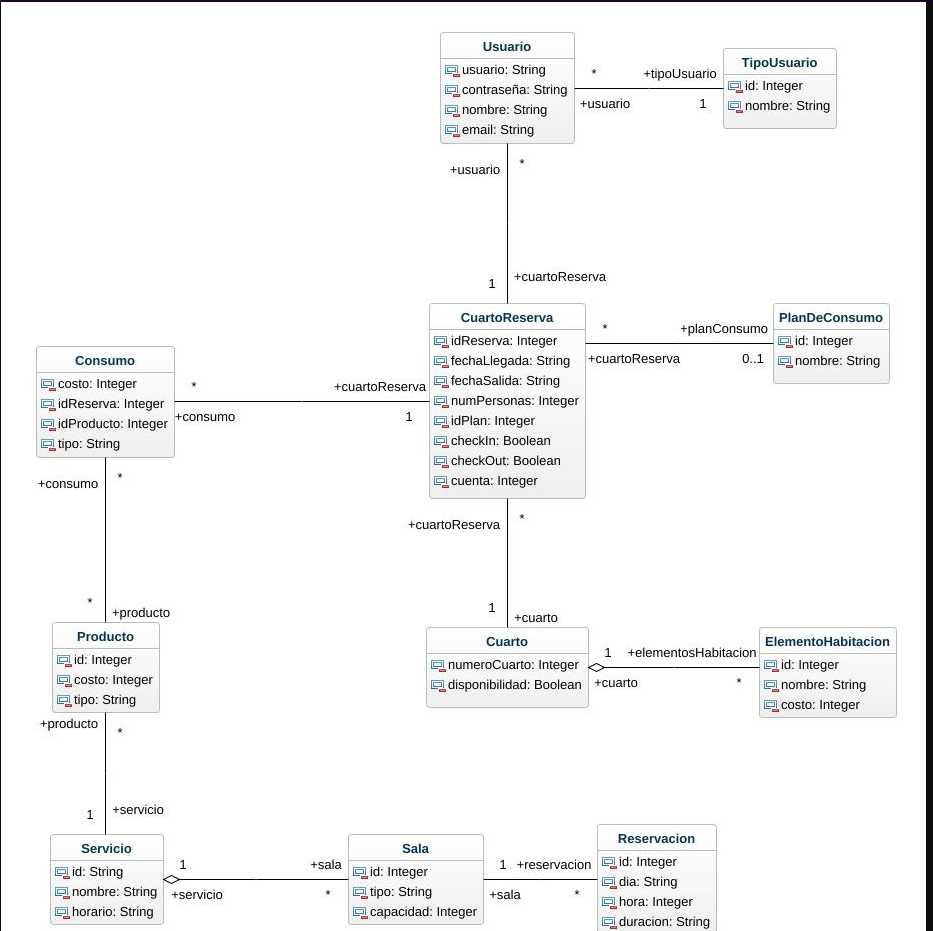 Usuario
usuario: String
contraseña: String
nombre: String
email: String
* +tipoUsuario
+usuario 1
TipoUsuario
id: Integer
nombre: String
+usuario *
1 +cuartoReserva
CuartoReserva
idReserva: Integer
fechaLlegada: String
fechaSalida: String
numPersonas: Integer
idPlan: Integer
checkIn: Boolean
checkOut: Boolean
cuenta: Integer
* +planConsumo
+cuartoReserva 0..1
PlanDeConsumo
id: Integer
nombre: String
Consumo
costo: Integer
idReserva: Integer
idProducto: Integer
tipo: String
* +cuartoReserva
+consumo 1
+consumo *
* +producto
+cuartoReserva *
1 +cuarto
Producto
id: Integer
costo: Integer
tipo: String
Cuarto
numeroCuarto: Integer
disponibilidad: Boolean
1 +elementosHabitacion
+cuarto *
ElementoHabitacion
id: Integer
nombre: String
costo: Integer
+producto *
1 +servicio
Servicio
id: String
nombre: String
horario: String
1 +sala
+servicio *
Sala
id: Integer
tipo: String
capacidad: Integer
1 +reservacion
+sala *
Reservacion
id: Integer
dia: String
hora: Integer
duracion: String